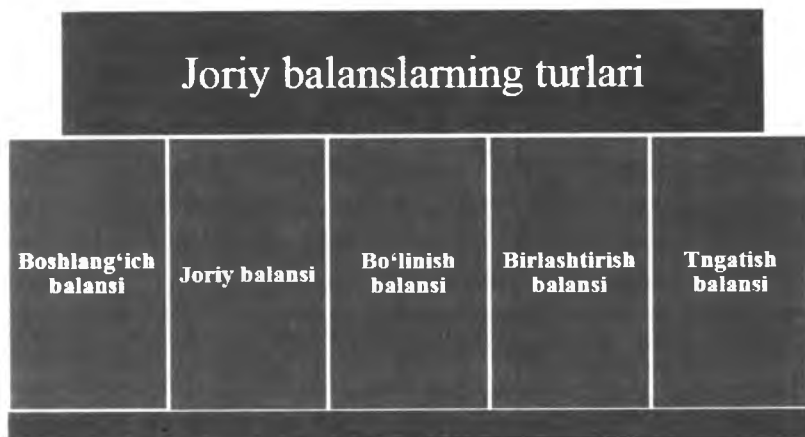 Joriy balanslarning turlari
Boshlang‘ich
balansi
Joriy balansi
Bo‘linish
balansi
Birlashtirish
balansi
Tngatish
balansi